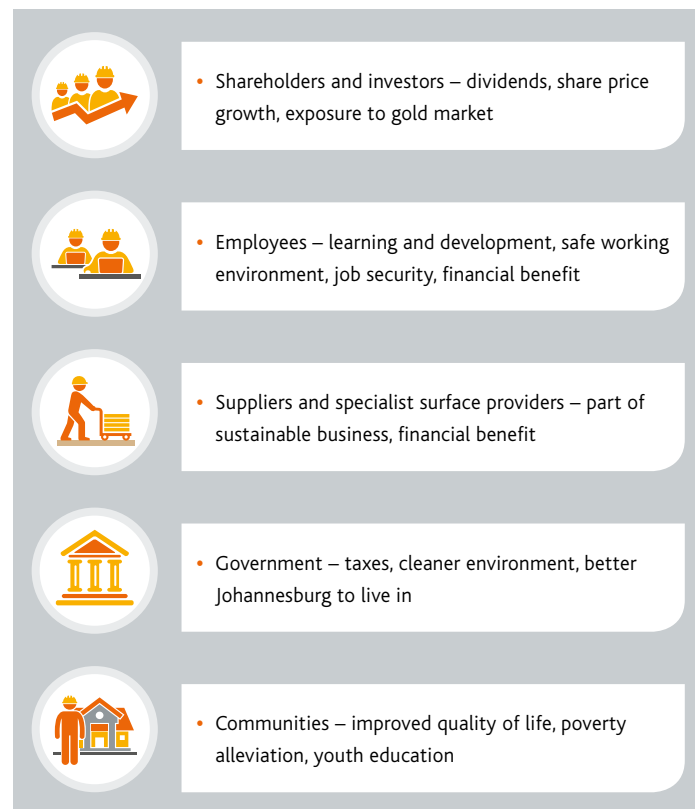 • Shareholders and investors – dividends, share price
growth, exposure to gold market
• Employees – learning and development, safe working
environment, job security, financial benefit
• Suppliers and specialist surface providers – part of
sustainable business, financial benefit
• Government – taxes, cleaner environment, better
Johannesburg to live in
• Communities – improved quality of life, poverty
alleviation, youth education